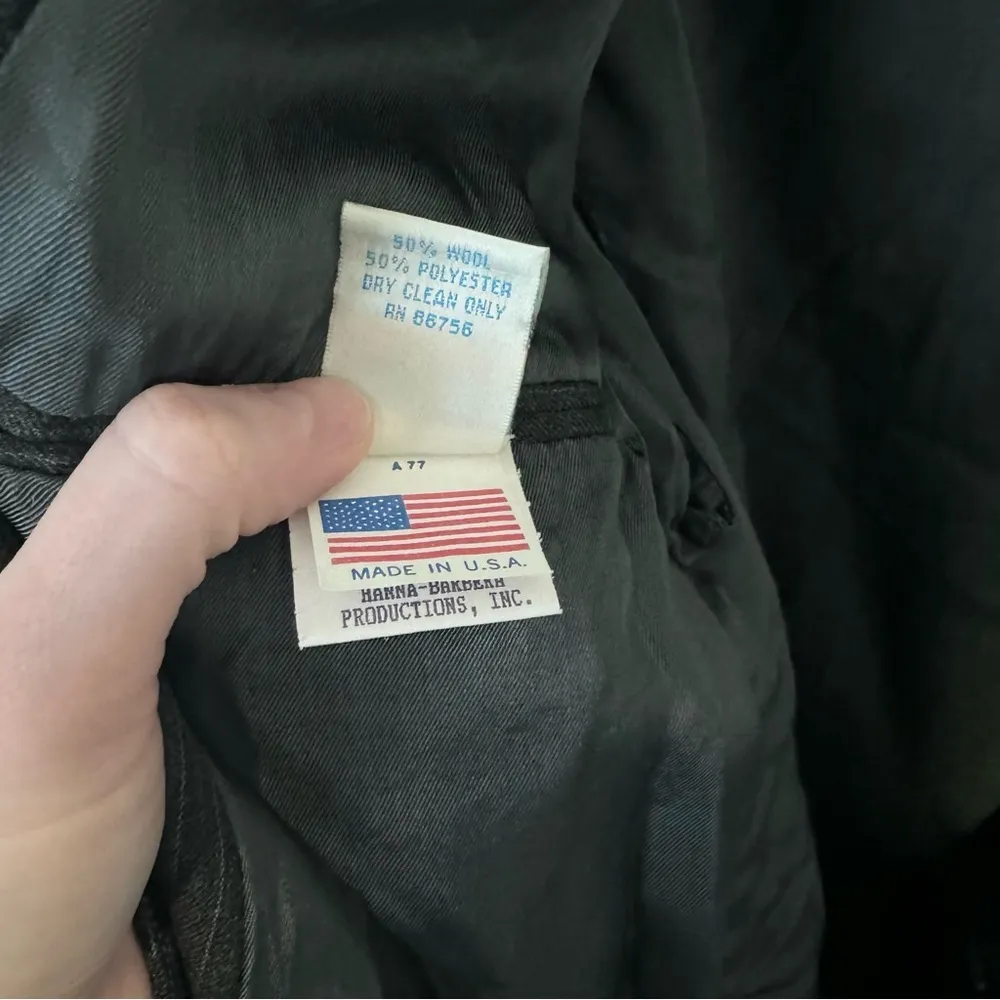 50% WOOL
50% POLYESTER
DRY CLEAN ONLY
RN 86756
A 77
MADE IN U.S.A.
HANNA-BARBERA
PRODUCTIONS, INC.